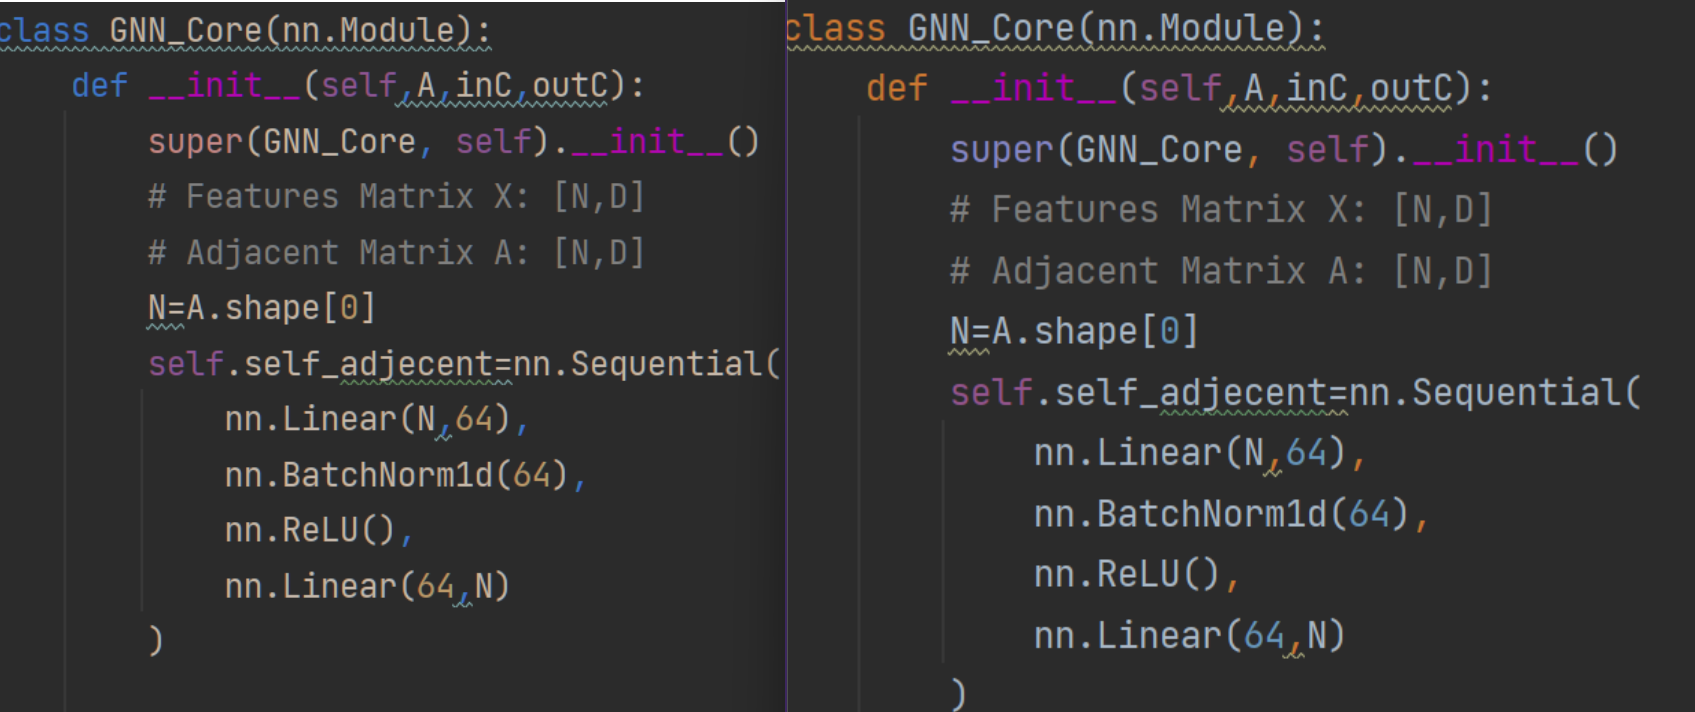 class GNN_Core(nn.Module):
def __init__(self,A,inC,outC):
super(GNN_Core, self).__init__()
# Features Matrix X: [N,D]
# Adjacent Matrix A: [N,D]
N=A.shape[0]
self.self_adjecent=nn.Sequential(
nn.Linear(N,64),
nn.BatchNorm1d(64),
nn.ReLU(),
nn.Linear(64,N)
)
class GNN_Core(nn.Module):
def __init__(self,A,inC,outC):
super(GNN_Core, self).__init__()
# Features Matrix X: [N,D]
# Adjacent Matrix A: [N,D]
N=A.shape[0]
self.self_adjecent=nn.Sequential(
nn.Linear(N,64),
nn.BatchNorm1d(64),
nn.ReLU(),
nn.Linear(64,N)
)